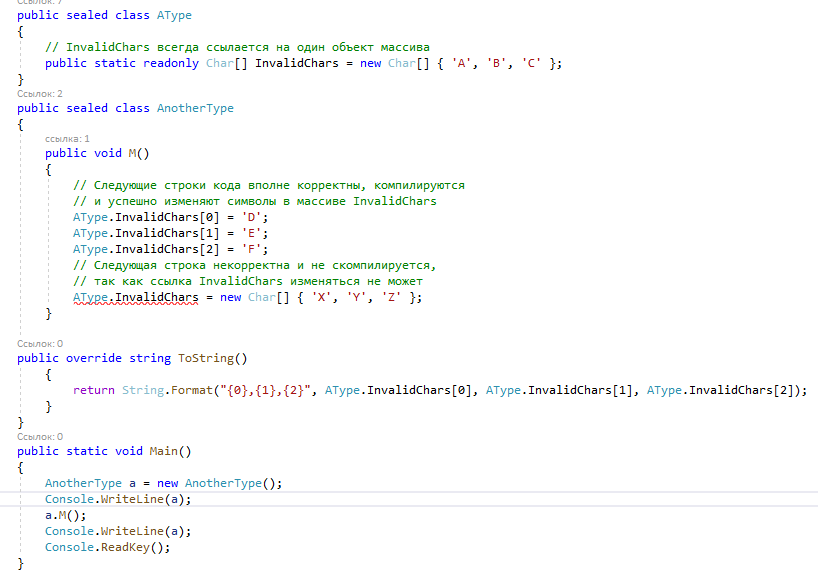 Ссылок: 7
public sealed class AType
{
// InvalidChars всегда ссылается на один объект массива
public static readonly Char[] InvalidChars = new Char[] { 'A', 'B', 'C' };
}
Ссылок: 2
public sealed class AnotherType
{
ссылка: 1
public void M()
{
// Следующие строки кода вполне корректны, компилируются
// и успешно изменяют символы в массиве InvalidChars
AType.InvalidChars[0] = 'D';
AType.InvalidChars[1] = 'E';
AType.InvalidChars[2] = 'F';
// Следующая строка некорректна и не скомпилируется,
// так как ссылка InvalidChars изменяться не может
AType.InvalidChars = new Char[] { 'X', 'Y', 'Z' };
}
Ссылок: 0
public override string ToString()
{
return String.Format("{0},{1},{2}", AType.InvalidChars[0], AType.InvalidChars[1], AType.InvalidChars[2]);
}
}
Ссылок: 0
public static void Main()
{
AnotherType a = new AnotherType();
Console.WriteLine(a);
a.M();
Console.WriteLine(a);
Console.ReadKey();
}